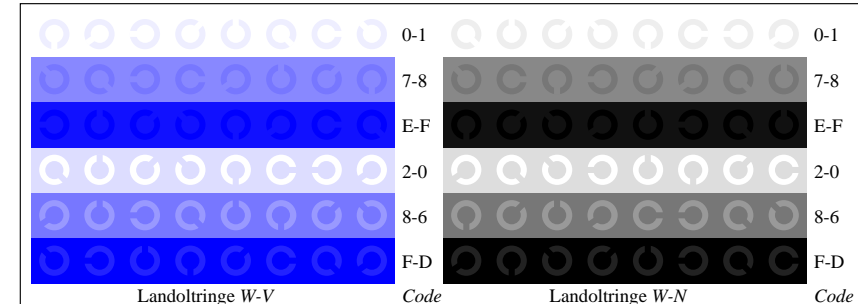 0-1 0-1
7-8 7-8
E-F E-F
2-0 2-0
8-6 8-6
F-D F-D
Landoltringe W-V Code Landoltringe W-N Code